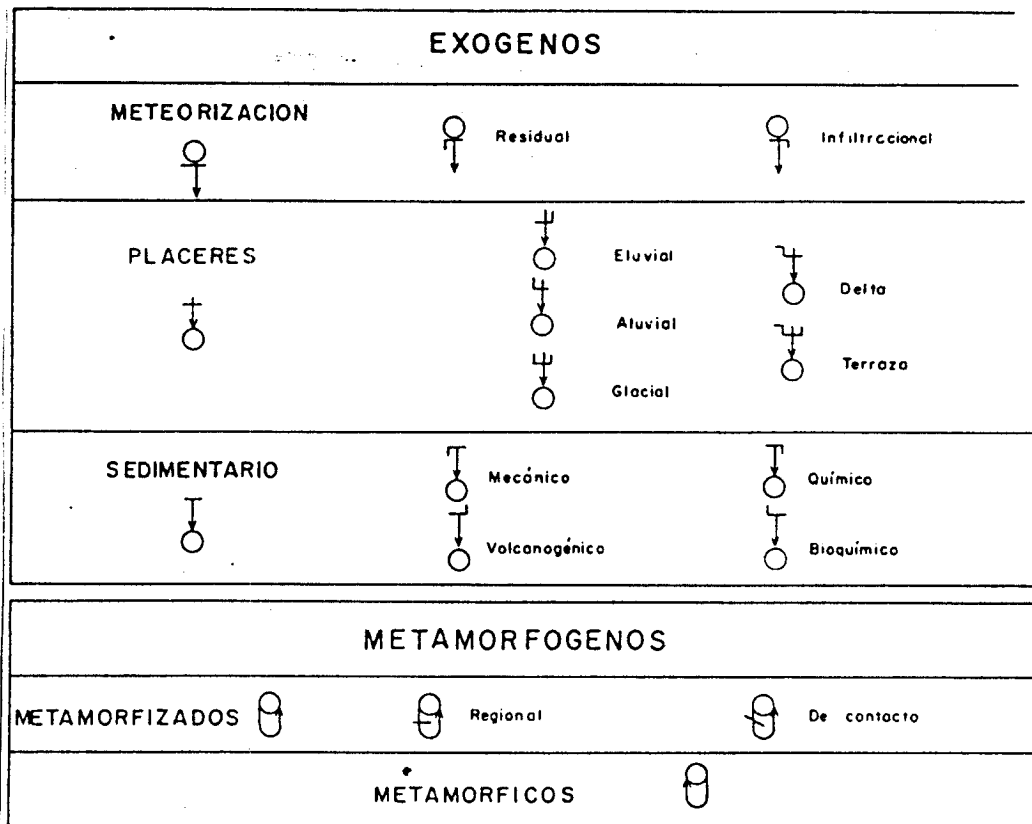 EXOGENOS
METEORIZACION
Residual
Infiltracional
PLACERES
Eluvial
Delta
Aluvial
Terraza
Glacial
SEDIMENTARIO
Mecánico
Químico
Volcanogénico
Bioquímico
METAMORFOGENOS
METAMORFIZADOS
Regional
De contacto
METAMORFICOS